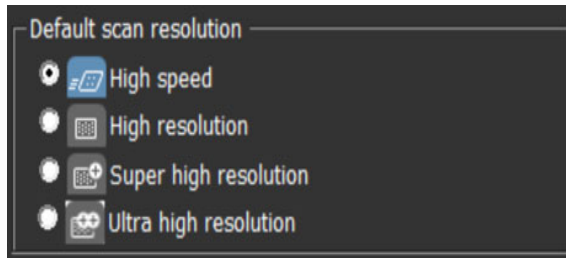 Default scan resolution
High speed
High resolution
Super high resolution
Ultra high resolution